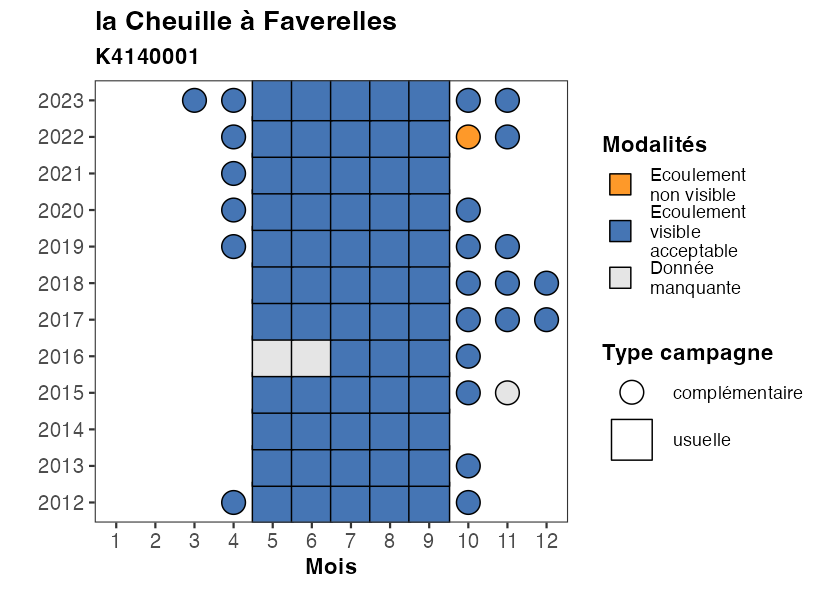 la Cheuille à Faverelles
K4140001
2023
2022
2021
2020
2019
2018
2017
2016
2015
2014
2013
2012
1 2 3 4 5 6 7 8 9 10 11 12
Mois
Modalités
Ecoulement
non visible
Ecoulement
visible
acceptable
Donnée
manquante
Type campagne
complémentaire
usuelle